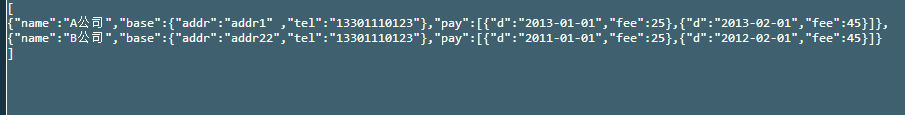 [
{"name":"A公司","base":{"addr":"addr1" ,"tel":"13301110123"},"pay":[{"d":"2013-01-01","fee":25},{"d":"2013-02-01","fee":45}]},
{"name":"B公司","base":{"addr":"addr22","tel":"13301110123"},"pay":[{"d":"2011-01-01","fee":25},{"d":"2012-02-01","fee":45}]}
]